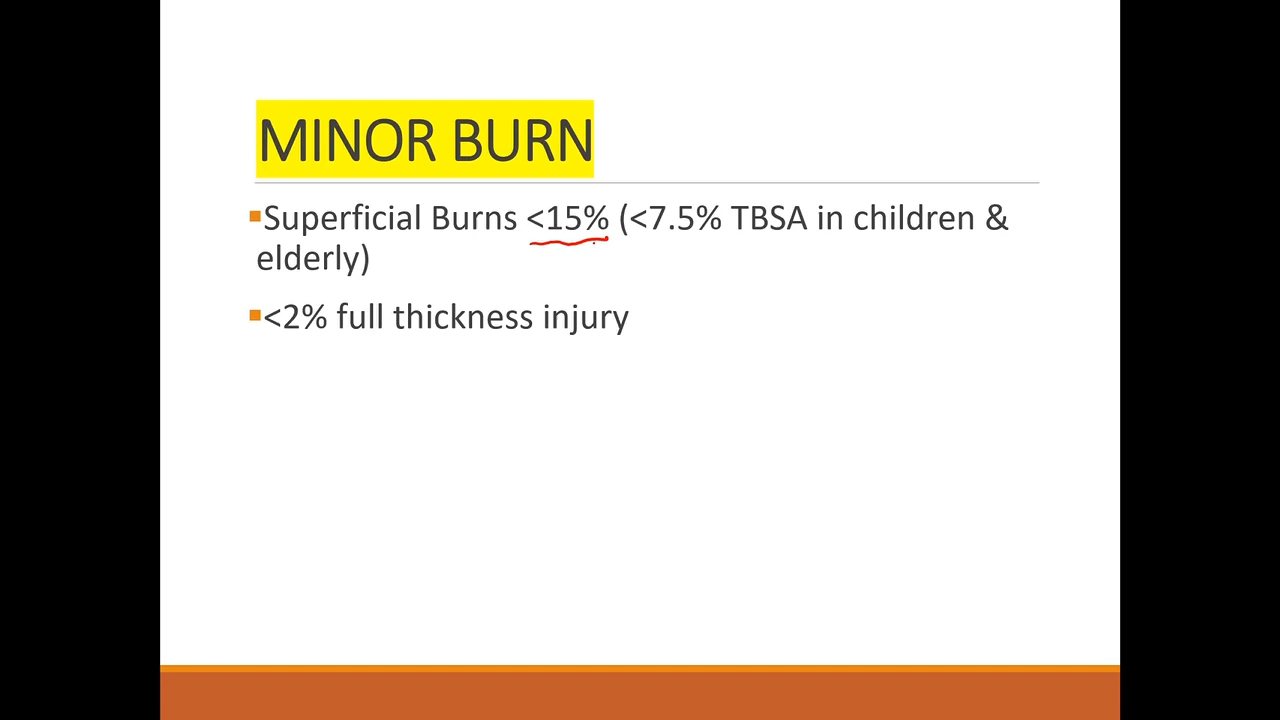 MINOR BURN
Superficial Burns <15% (<7.5% TBSA in children &
elderly)
<2% full thickness injury